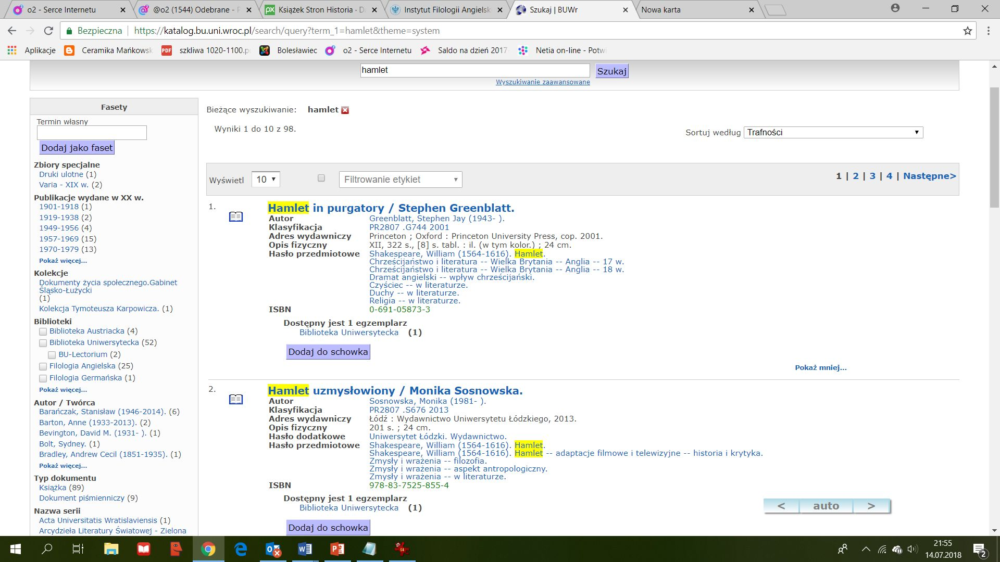 o2 - Serce Internetu
@o2 (1544) Odebrane - P
Książek Stron Historia · D
Instytut Filologii Angielsk
Szukaj | BUWr
Nowa karta
Bezpieczna
https://katalog.bu.uni.wroc.pl/search/query?term_1=hamlet&theme=system
Aplikacje
Ceramika Mańkowsk
szkliwa 1020-1100.p
Bolesławiec
o2 - Serce Internetu
Saldo na dzień 2017-
Netia on-line - Potwi
hamlet
Szukaj
Wyszukiwanie zaawansowane
Fasety
Termin własny
Dodaj jako faset
Zbiory specjalne
Druki ulotne (1)
Varia - XIX w. (2)
Publikacje wydane w XX w.
1901-1918 (1)
1919-1938 (2)
1949-1956 (4)
1957-1969 (15)
1970-1979 (13)
Pokaż więcej...
Kolekcje
Dokumenty życia społecznego.Gabinet
Śląsko-Łużycki
(1)
Kolekcja Tymoteusza Karpowicza. (1)
Biblioteki
Biblioteka Austriacka (4)
Biblioteka Uniwersytecka (52)
BU-Lectorium (2)
Filologia Angielska (25)
Filologia Germańska (1)
Pokaż więcej...
Autor / Twórca
Barańczak, Stanisław (1946-2014). (6)
Barton, Anne (1933-2013). (2)
Bevington, David M. (1931- ). (1)
Bolt, Sydney. (1)
Bradley, Andrew Cecil (1851-1935). (1)
Pokaż więcej...
Typ dokumentu
Książka (89)
Dokument piśmienniczy (9)
Nazwa serii
Acta Universitatis Wratislaviensis (1)
Arcydzieła Literatury Światowej - Zielona
Bieżące wyszukiwanie: hamlet
Wyniki 1 do 10 z 98.
Sortuj według Trafności
Wyświetl 10 Filtrowanie etykiet
1 | 2 | 3 | 4 | Następne>
1. Hamlet in purgatory / Stephen Greenblatt.
Autor Greenblatt, Stephen Jay (1943- ).
Klasyfikacja PR2807 .G744 2001
Adres wydawniczy Princeton ; Oxford : Princeton University Press, cop. 2001.
Opis fizyczny XII, 322 s., [8] s. tabl. : il. (w tym kolor.) ; 24 cm.
Hasło przedmiotowe Shakespeare, William (1564-1616). Hamlet.
Chrześcijaństwo i literatura -- Wielka Brytania -- Anglia -- 17 w.
Chrześcijaństwo i literatura -- Wielka Brytania -- Anglia -- 18 w.
Dramat angielski -- wpływ chrześcijański.
Czyściec -- w literaturze.
Duchy -- w literaturze.
Religia -- w literaturze.
ISBN 0-691-05873-3
Dostępny jest 1 egzemplarz
Biblioteka Uniwersytecka (1)
Dodaj do schowka
Pokaż mniej...
2. Hamlet uzmysłowiony / Monika Sosnowska.
Autor Sosnowska, Monika (1981- ).
Klasyfikacja PR2807 .S676 2013
Adres wydawniczy Łódź : Wydawnictwo Uniwersytetu Łódzkiego, 2013.
Opis fizyczny 201 s. ; 24 cm.
Hasło dodatkowe Uniwersytet Łódzki. Wydawnictwo.
Hasło przedmiotowe Shakespeare, William (1564-1616). Hamlet.
Shakespeare, William (1564-1616). Hamlet -- adaptacje filmowe i telewizyjne -- historia i krytyka.
Zmysły i wrażenia -- filozofia.
Zmysły i wrażenia -- aspekt antropologiczny.
Zmysły i wrażenia -- w literaturze.
ISBN 978-83-7525-855-4
Dostępny jest 1 egzemplarz
Biblioteka Uniwersytecka (1)
Dodaj do schowka
< auto >
21:55
14.07.2018
2